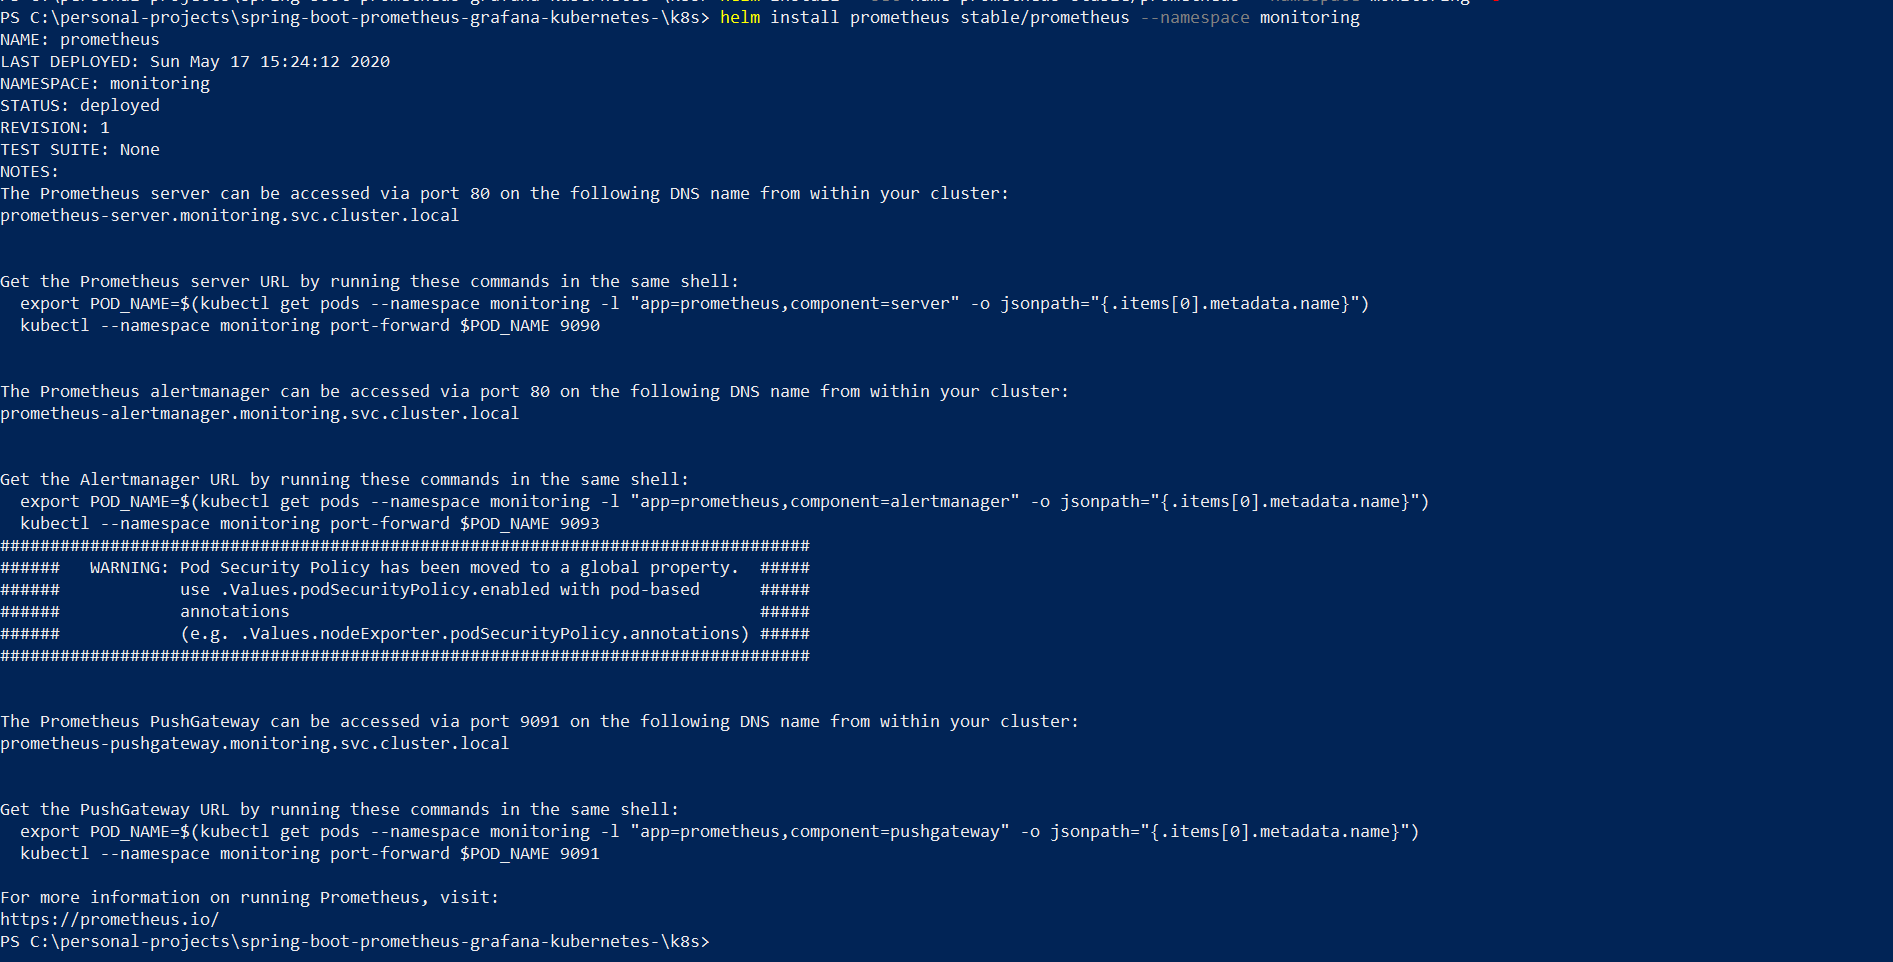 PS C:\personal-projects\spring-boot-prometheus-grafana-kubernetes-\k8s> helm install prometheus stable/prometheus --namespace monitoring
NAME: prometheus
LAST DEPLOYED: Sun May 17 15:24:12 2020
NAMESPACE: monitoring
STATUS: deployed
REVISION: 1
TEST SUITE: None
NOTES:
The Prometheus server can be accessed via port 80 on the following DNS name from within your cluster:
prometheus-server.monitoring.svc.cluster.local
Get the Prometheus server URL by running these commands in the same shell:
  export POD_NAME=$(kubectl get pods --namespace monitoring -l "app=prometheus,component=server" -o jsonpath="{.items[0].metadata.name}")
  kubectl --namespace monitoring port-forward $POD_NAME 9090
The Prometheus alertmanager can be accessed via port 80 on the following DNS name from within your cluster:
prometheus-alertmanager.monitoring.svc.cluster.local
Get the Alertmanager URL by running these commands in the same shell:
  export POD_NAME=$(kubectl get pods --namespace monitoring -l "app=prometheus,component=alertmanager" -o jsonpath="{.items[0].metadata.name}")
  kubectl --namespace monitoring port-forward $POD_NAME 9093
#################################################################################
######   WARNING: Pod Security Policy has been moved to a global property.  #####
######            use .Values.podSecurityPolicy.enabled with pod-based      #####
######            annotations                                               #####
######            (e.g. .Values.nodeExporter.podSecurityPolicy.annotations) #####
#################################################################################
The Prometheus PushGateway can be accessed via port 9091 on the following DNS name from within your cluster:
prometheus-pushgateway.monitoring.svc.cluster.local
Get the PushGateway URL by running these commands in the same shell:
  export POD_NAME=$(kubectl get pods --namespace monitoring -l "app=prometheus,component=pushgateway" -o jsonpath="{.items[0].metadata.name}")
  kubectl --namespace monitoring port-forward $POD_NAME 9091
For more information on running Prometheus, visit:
https://prometheus.io/
PS C:\personal-projects\spring-boot-prometheus-grafana-kubernetes-\k8s>